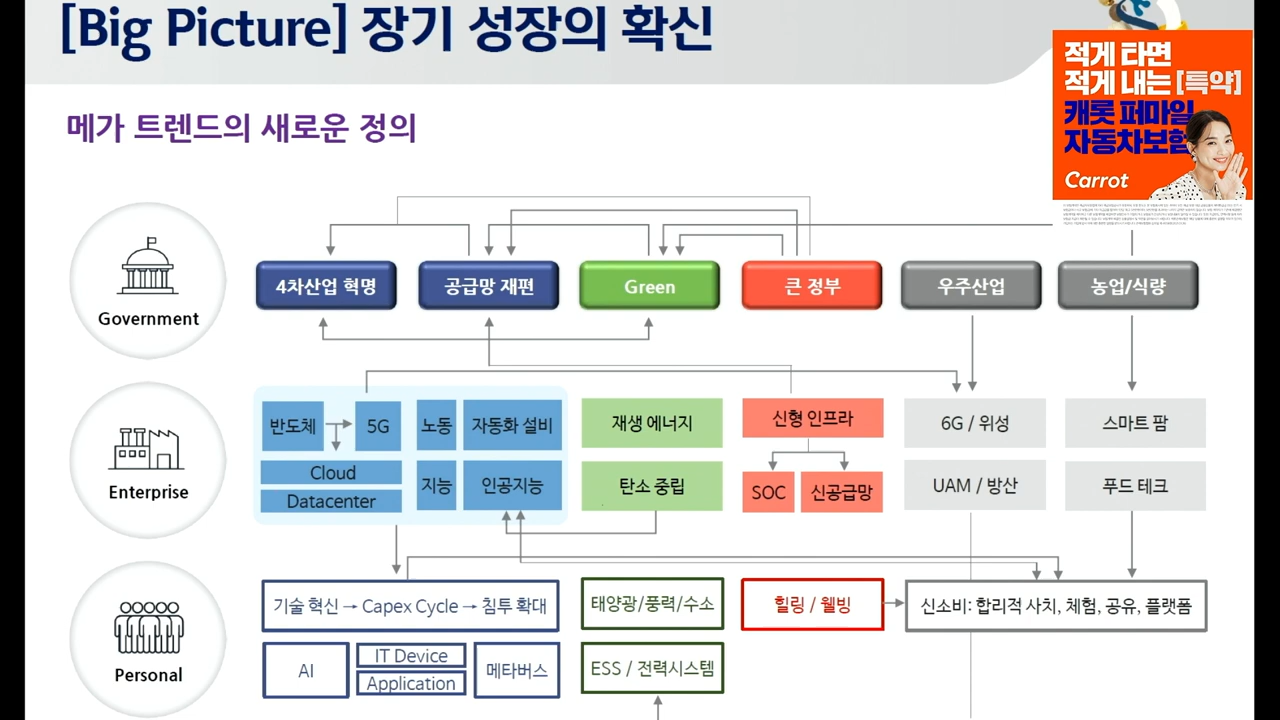 [Big Picture] 장기 성장의 확신
적게 타면
적게 내는 [특약]
캐롯 퍼마일
자동차보험
Carrot
메가 트렌드의 새로운 정의
Government
4차산업 혁명
공급망 재편
Green
큰 정부
우주산업
농업/식량
Enterprise
반도체
5G
노동
자동화 설비
재생 에너지
신형 인프라
6G / 위성
스마트 팜
Cloud
Datacenter
지능
인공지능
탄소 중립
SOC
신공급망
UAM / 방산
푸드 테크
Personal
기술 혁신 → Capex Cycle → 침투 확대
태양광/풍력/수소
힐링 / 웰빙
신소비: 합리적 사치, 체험, 공유, 플랫폼
AI
IT Device
Application
메타버스
ESS / 전력시스템